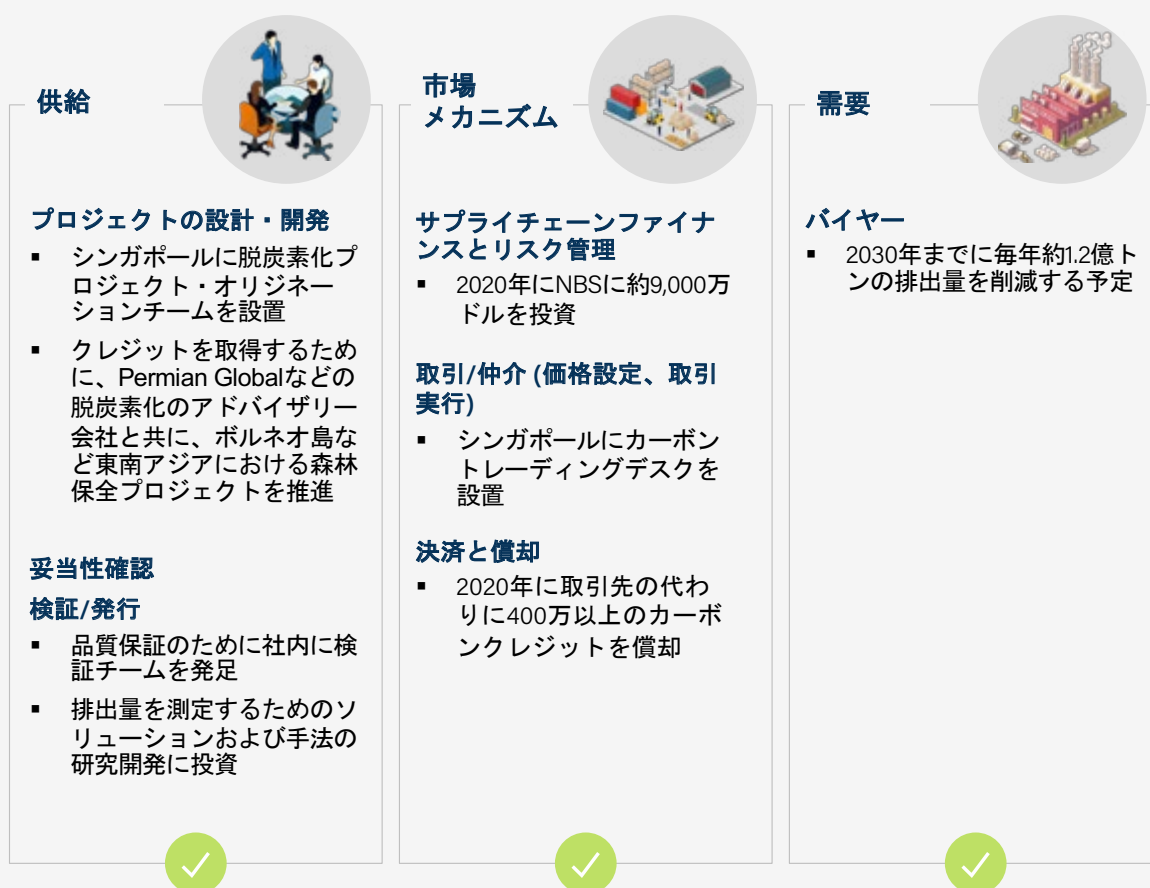 供給
プロジェクトの設計・開発
▪ シンガポールに脱炭素化プ
ロジェクト・オリジネー
ションチームを設置
▪ クレジットを取得するため
に、Permian Globalなどの
脱炭素化のアドバイザリー
会社と共に、ボルネオ島な
ど東南アジアにおける森林
保全プロジェクトを推進
妥当性確認
検証/発行
▪ 品質保証のために社内に検
証チームを発足
▪ 排出量を測定するためのソ
リューションおよび手法の
研究開発に投資
市場
メカニズム
サプライチェーンファイナ
ンスとリスク管理
▪ 2020年にNBSに約9,000万
ドルを投資
取引/仲介 (価格設定、取引
実行)
▪ シンガポールにカーボン
トレーディングデスクを
設置
決済と償却
▪ 2020年に取引先の代わ
りに400万以上のカーボ
ンクレジットを償却
需要
バイヤー
▪ 2030年までに毎年約1.2億ト
ンの排出量を削減する予定